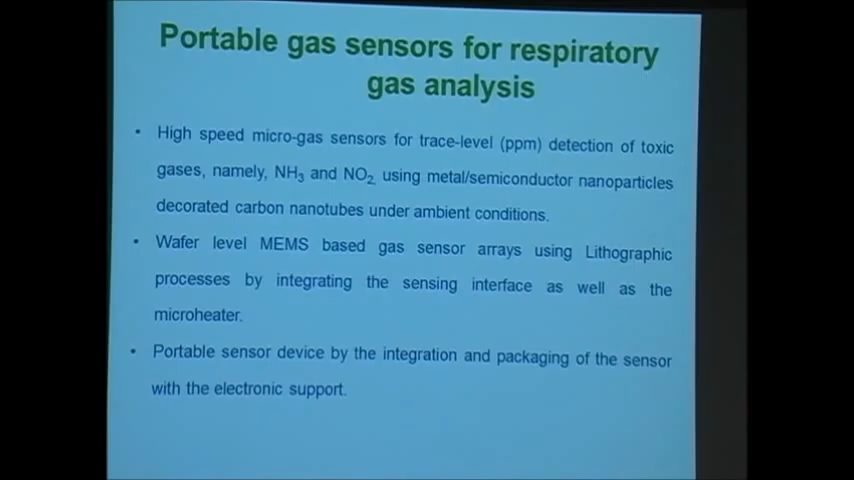 Portable gas sensors for respiratory
gas analysis
• High speed micro-gas sensors for trace-level (ppm) detection of toxic
gases, namely, NH3 and NO2, using metal/semiconductor nanoparticles
decorated carbon nanotubes under ambient conditions.
• Wafer level MEMS based gas sensor arrays using Lithographic
processes by integrating the sensing interface as well as the
microheater.
• Portable sensor device by the integration and packaging of the sensor
with the electronic support.